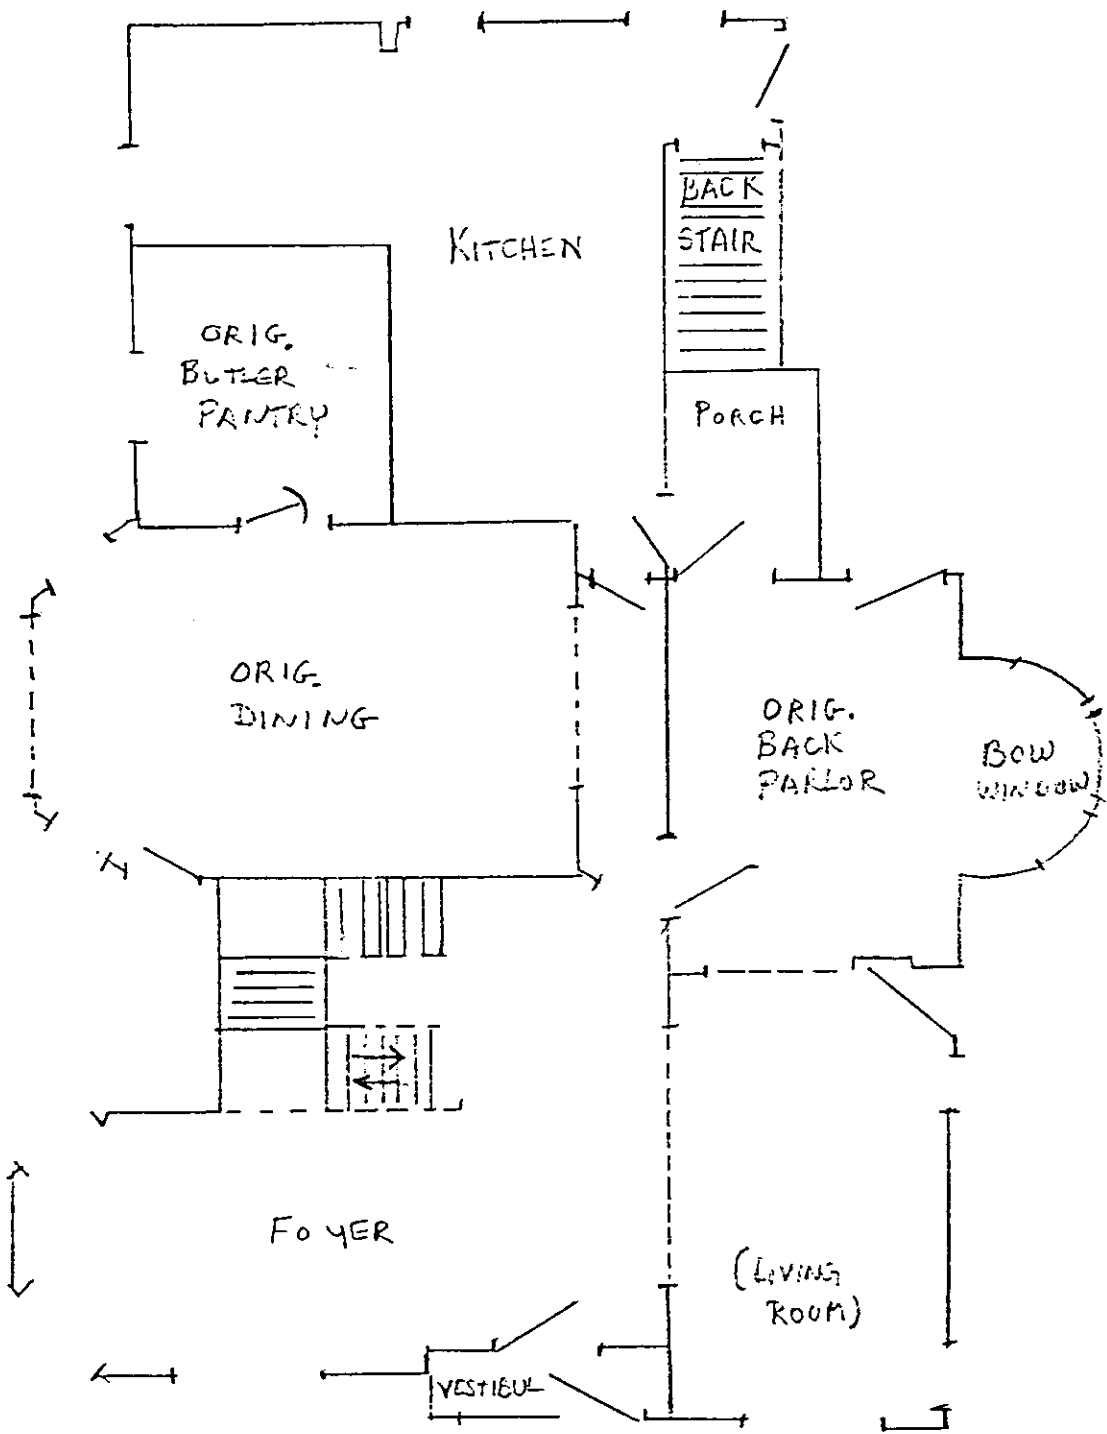 BACK
STAIR
KITCHEN
ORIG.
BUTLER
PANTRY
PORCH
ORIG.
DINING
ORIG.
BACK
PARLOR
BOW
WINDOW
FOYER
(LIVING
ROOM)
VESTIBUL